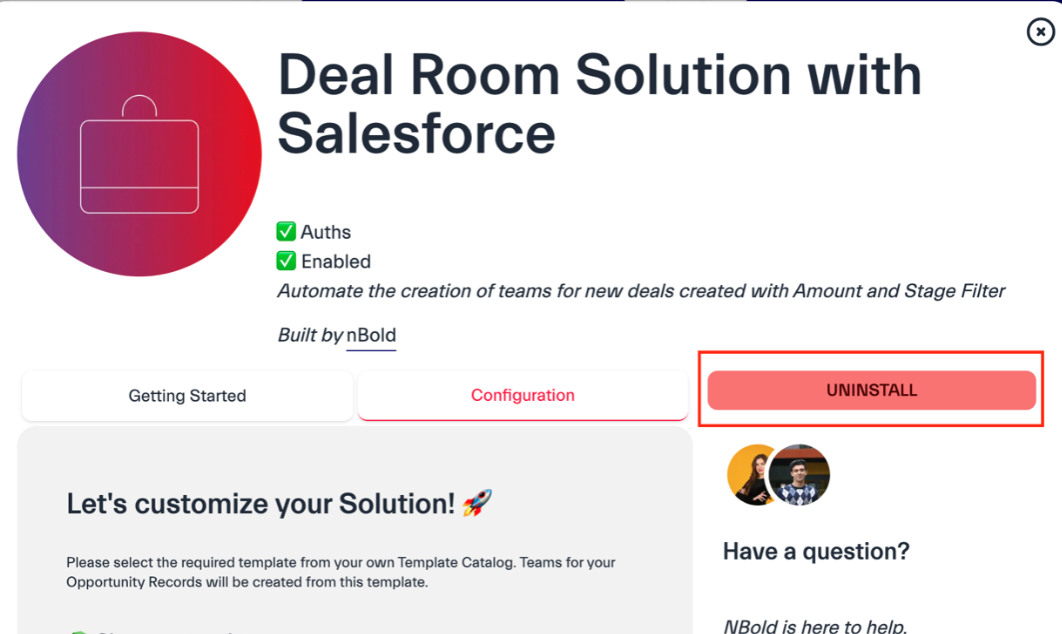 Deal Room Solution with
Salesforce
✅ Auths
✅ Enabled
Automate the creation of teams for new deals created with Amount and Stage Filter
Built by nBold
Getting Started
Configuration
UNINSTALL
Let's customize your Solution! 🚀
Please select the required template from your own Template Catalog. Teams for your
Opportunity Records will be created from this template.
Have a question?
NBold is here to help.